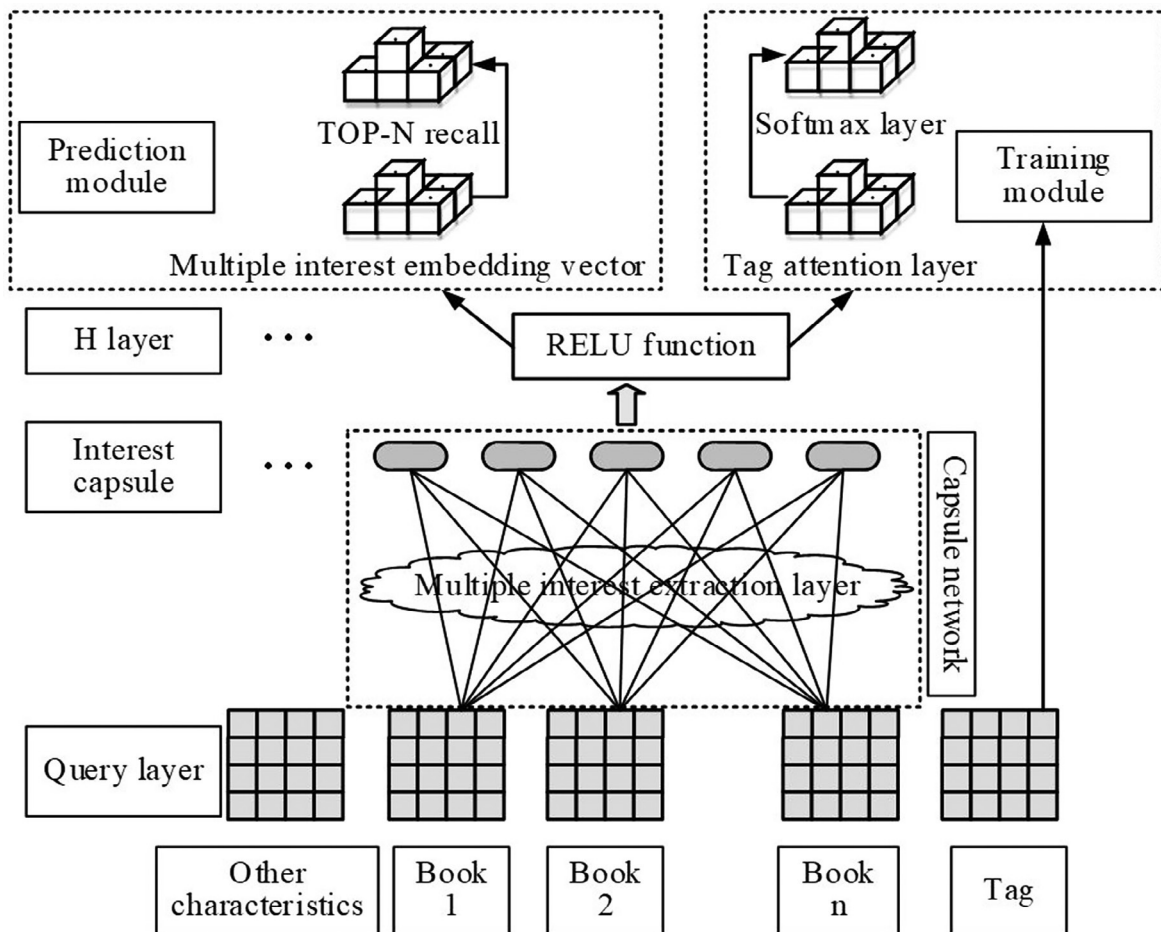 TOP-N recall
Softmax layer
Prediction
module
Training
module
Multiple interest embedding vector
Tag attention layer
H layer
RELU function
Interest
capsule
Capsule network
Multiple interest extraction layer
Query layer
Other
characteristics
Book
1
Book
2
Book
n
Tag